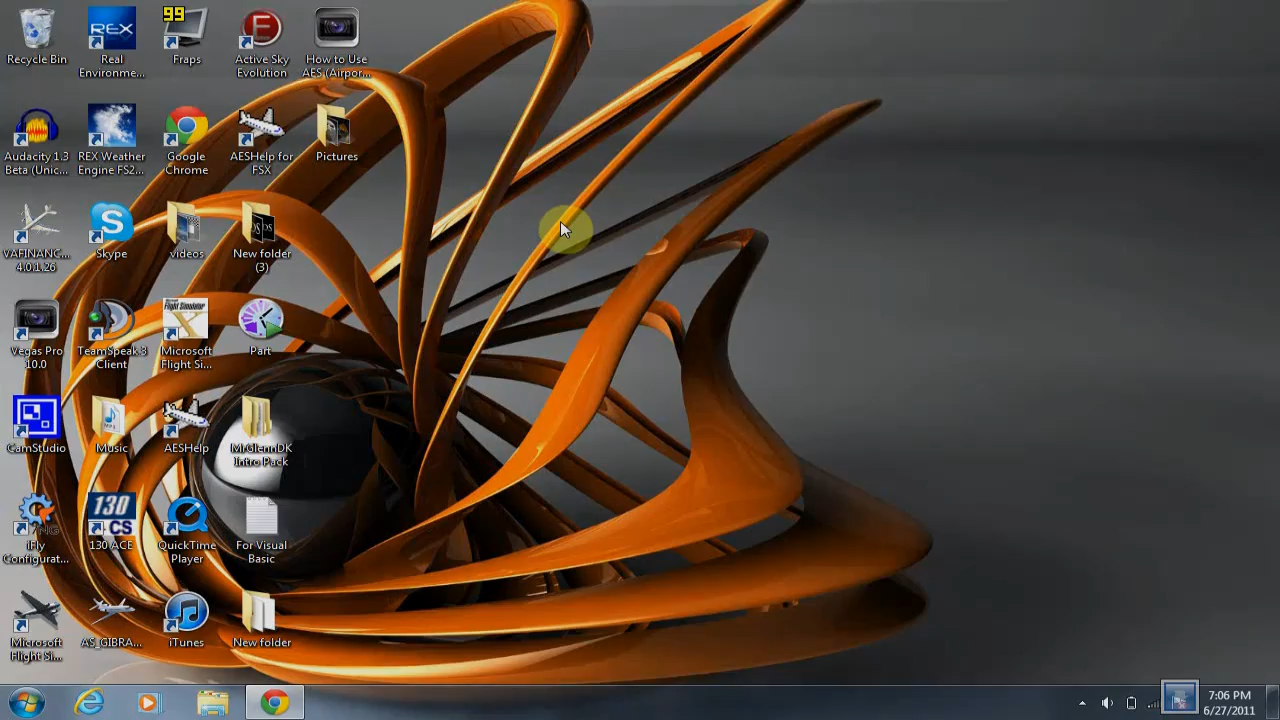 Recycle Bin
REX
Real
Environme...
99
Fraps
Active Sky
Evolution
How to Use
AES (Airpor...
Audacity 1.3
Beta (Unic...
REX Weather
Engine FS2...
Google
Chrome
AESHelp for
FSX
Pictures
VAFINANC...
4.0.1.26
Skype
videos
New folder
(3)
Vegas Pro
10.0
TeamSpeak 3
Client
Flight Simulator
Microsoft
Flight Si...
Part
CamStudio
Music
AESHelp
MrGlennDK
Intro Pack
iFly
Configurat...
130
CS
130 ACE
QuickTime
Player
For Visual
Basic
Microsoft
Flight Si...
AS_GIBRA...
iTunes
New folder
7:06 PM
6/27/2011